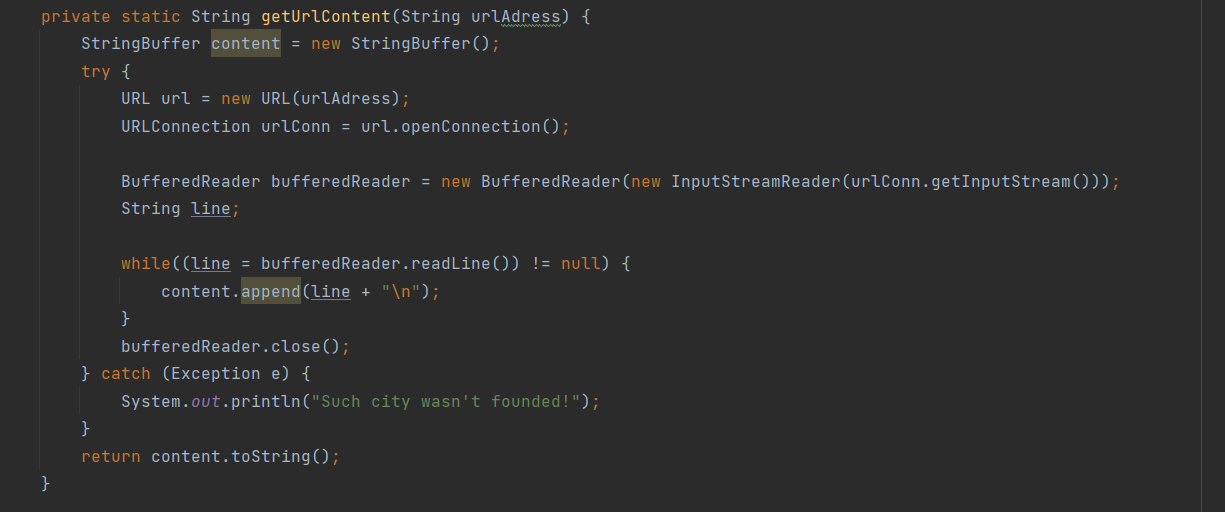 private static String getUrlContent(String urlAdress) {
StringBuffer content = new StringBuffer();
try {
URL url = new URL(urlAdress);
URLConnection urlConn = url.openConnection();
BufferedReader bufferedReader = new BufferedReader(new InputStreamReader(urlConn.getInputStream()));
String line;
while((line = bufferedReader.readLine()) != null) {
content.append(line + "\n");
}
bufferedReader.close();
} catch (Exception e) {
System.out.println("Such city wasn't founded!");
}
return content.toString();
}